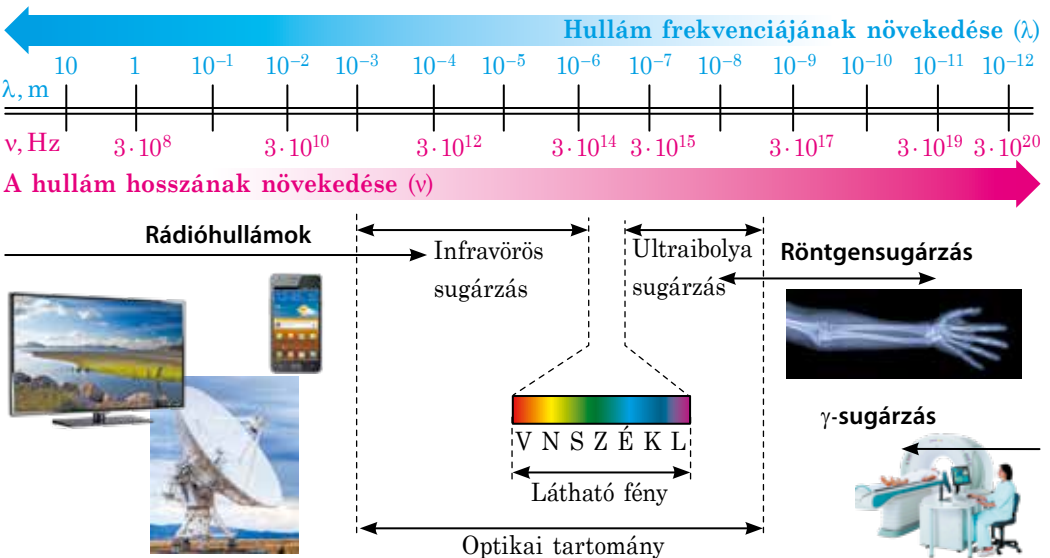 Hullám frekvenciájának növekedése (λ)
10 1 10⁻¹ 10⁻² 10⁻³ 10⁻⁴ 10⁻⁵ 10⁻⁶ 10⁻⁷ 10⁻⁸ 10⁻⁹ 10⁻¹⁰ 10⁻¹¹ 10⁻¹²
λ, m
ν, Hz 3·10⁸ 3·10¹⁰ 3·10¹² 3·10¹⁴ 3·10¹⁵ 3·10¹⁷ 3·10¹⁹ 3·10²⁰
A hullám hosszának növekedése (ν)
Rádióhullámok
Infravörös
sugárzás
Ultraibolya
sugárzás
Röntgensugárzás
V N S Z É K L
Látható fény
γ-sugárzás
Optikai tartomány